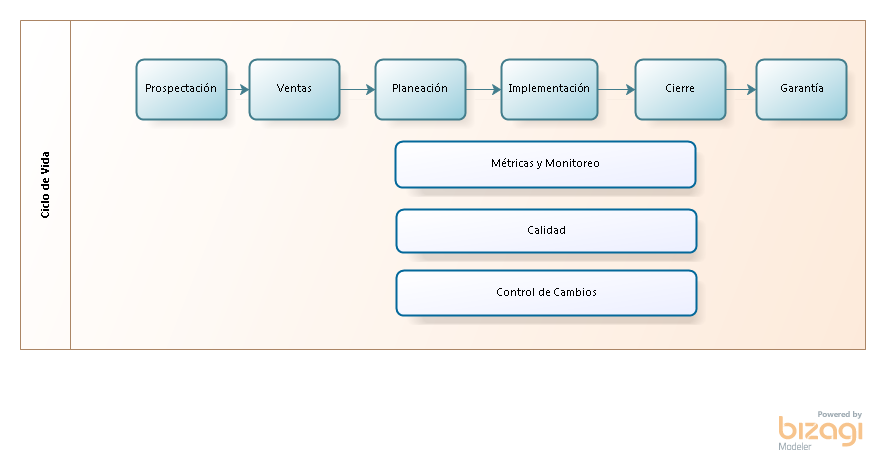 Ciclo de Vida
Prospectación
Ventas
Planeación
Implementación
Cierre
Garantía
Métricas y Monitoreo
Calidad
Control de Cambios
Powered by
bizagi
Modeler